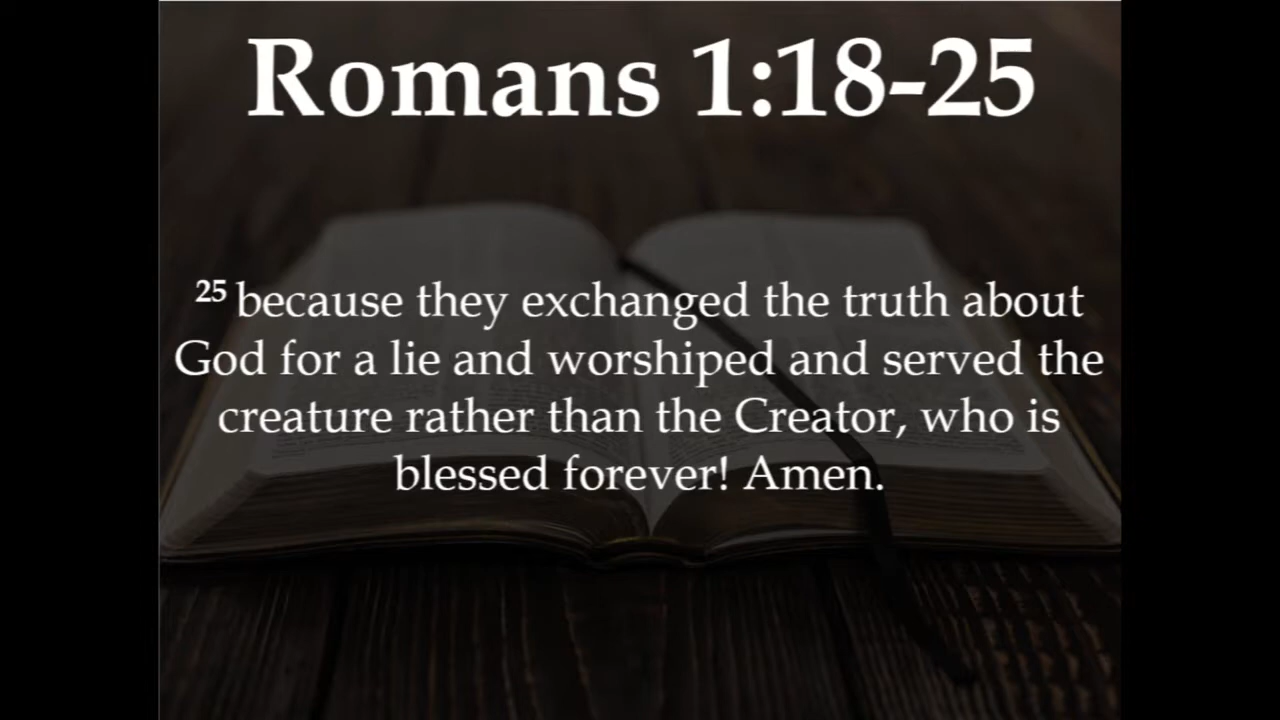 Romans 1:18-25
25 because they exchanged the truth about
God for a lie and worshiped and served the
creature rather than the Creator, who is
blessed forever! Amen.